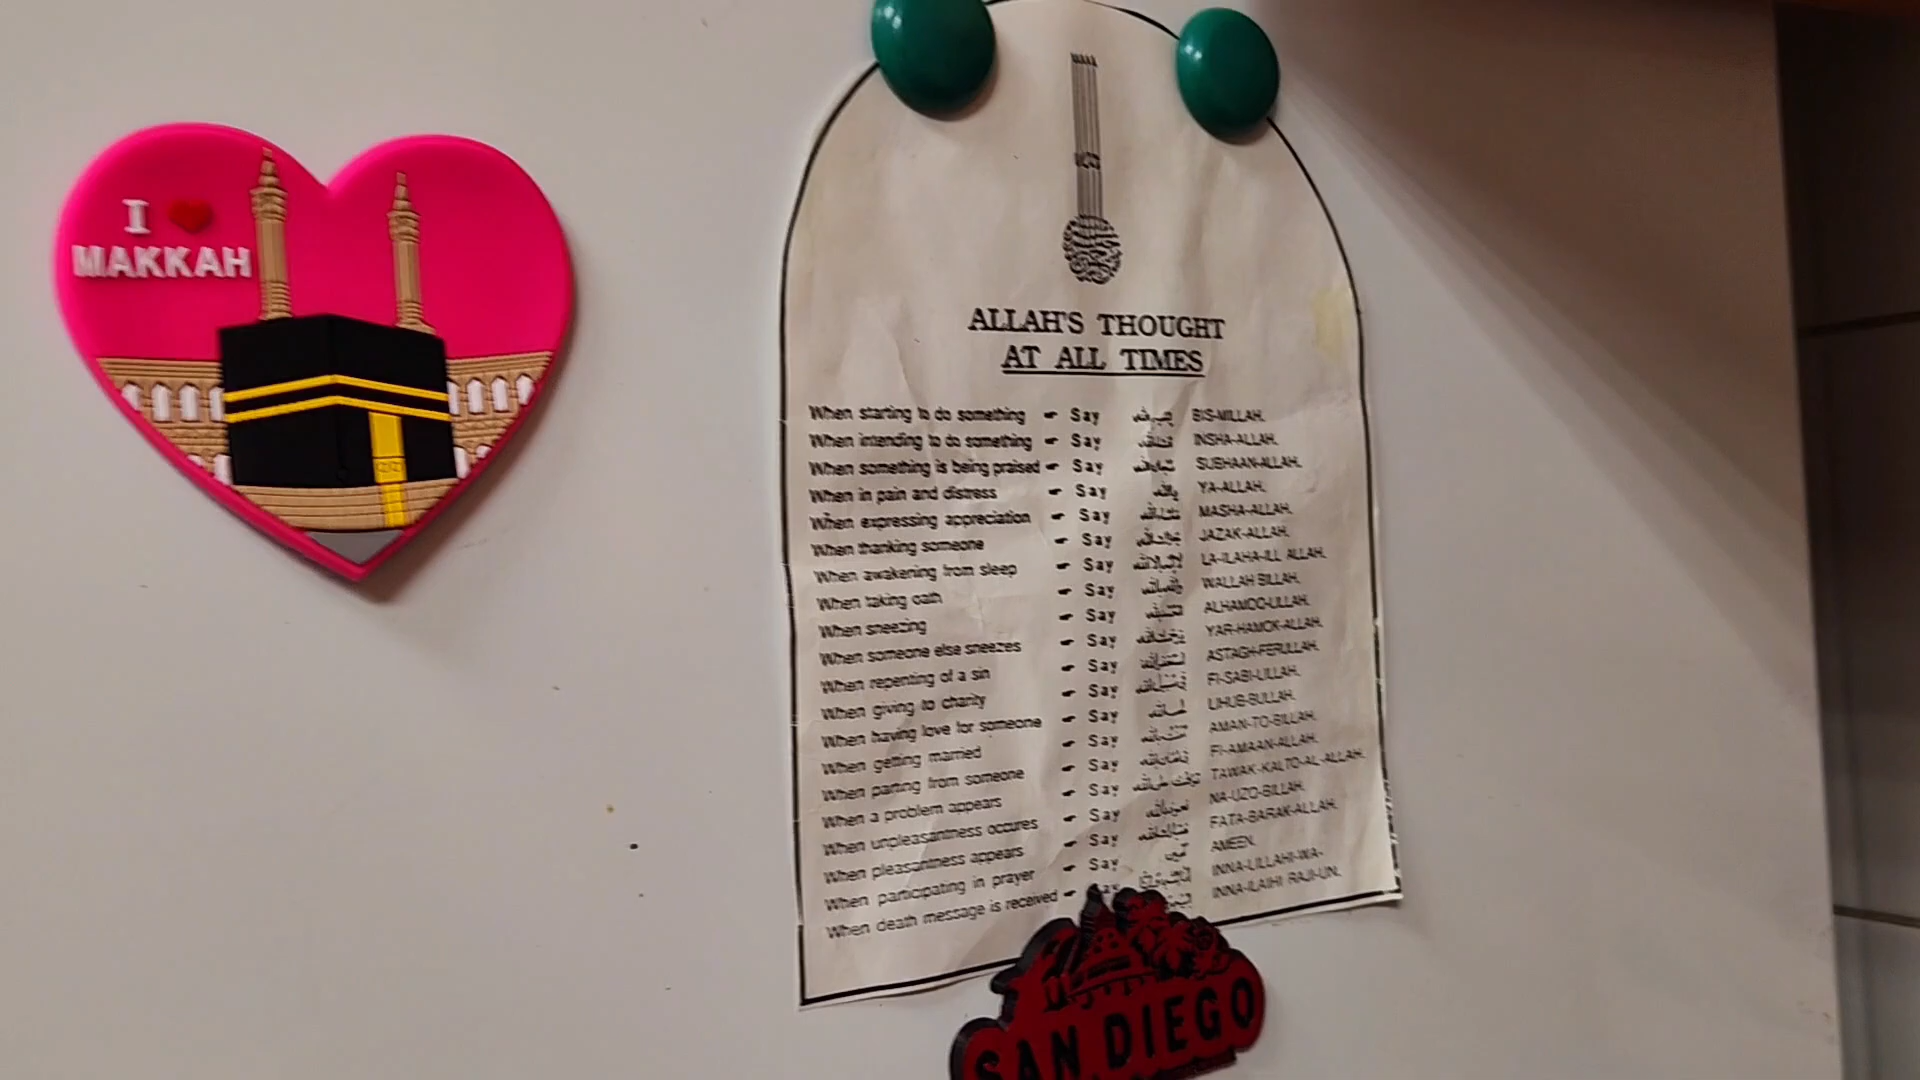 I
MAKKAH
ALLAH'S THOUGHT
AT ALL TIMES
When starting to do something Say BIS-MILLAH.
When intending to do something Say INSHA-ALLAH.
When something is being praised Say SUBHAAN-ALLAH.
When in pain and distress Say YA-ALLAH.
When expressing appreciation Say MASHA-ALLAH.
When thanking someone Say JAZAK-ALLAH.
When awakening from sleep Say LA-ILAHA-ILL ALLAH.
When taking oath Say WALLAH BILLAH.
When sneezing Say ALHAMDO-ULLAH.
When someone else sneezes Say YAR-HAMOK-ALLAH.
When repenting of a sin Say ASTAGH-FERULLAH.
When giving to charity Say FI-SABI-LILLAH.
When having love for someone Say LIHUB-BULLAH.
When getting married Say AMAN-TO-BILLAH.
When parting from someone Say FI-AMAAN-ALLAH.
When a problem appears Say TAWAK-KALTO-AL-ALLAH.
When unpleasantness occures Say NA-UZO-BILLAH.
When pleasantness appears Say FATA-BARAK-ALLAH.
When participating in prayer Say AMEEN.
When death message is received Say INNA-LILLAHI-WA-
INNA-ILAIHI RAJI-UN.
SAN DIEGO